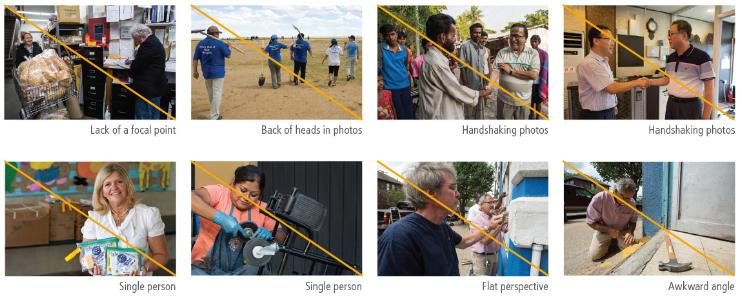 Lack of a focal point
Back of heads in photos
Handshaking photos
Handshaking photos
Single person
Single person
Flat perspective
Awkward angle